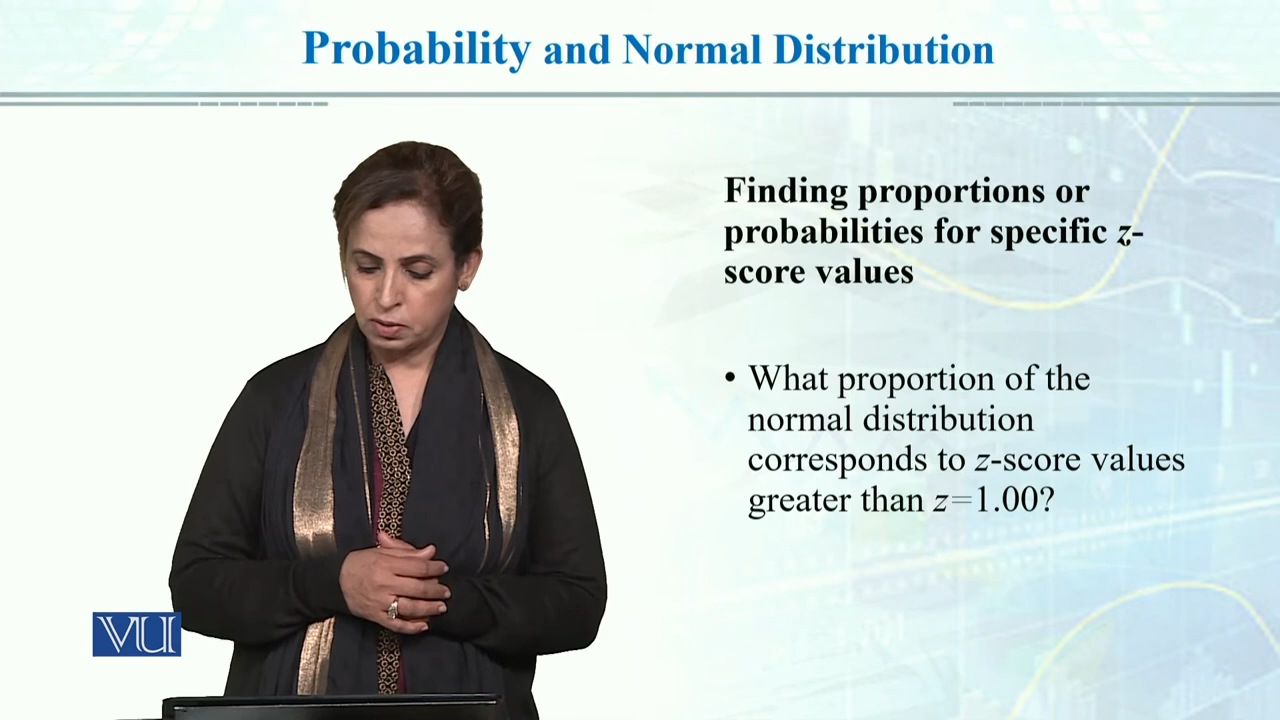 Probability and Normal Distribution
Finding proportions or
probabilities for specific z-
score values
• What proportion of the
normal distribution
corresponds to z-score values
greater than z=1.00?
VU